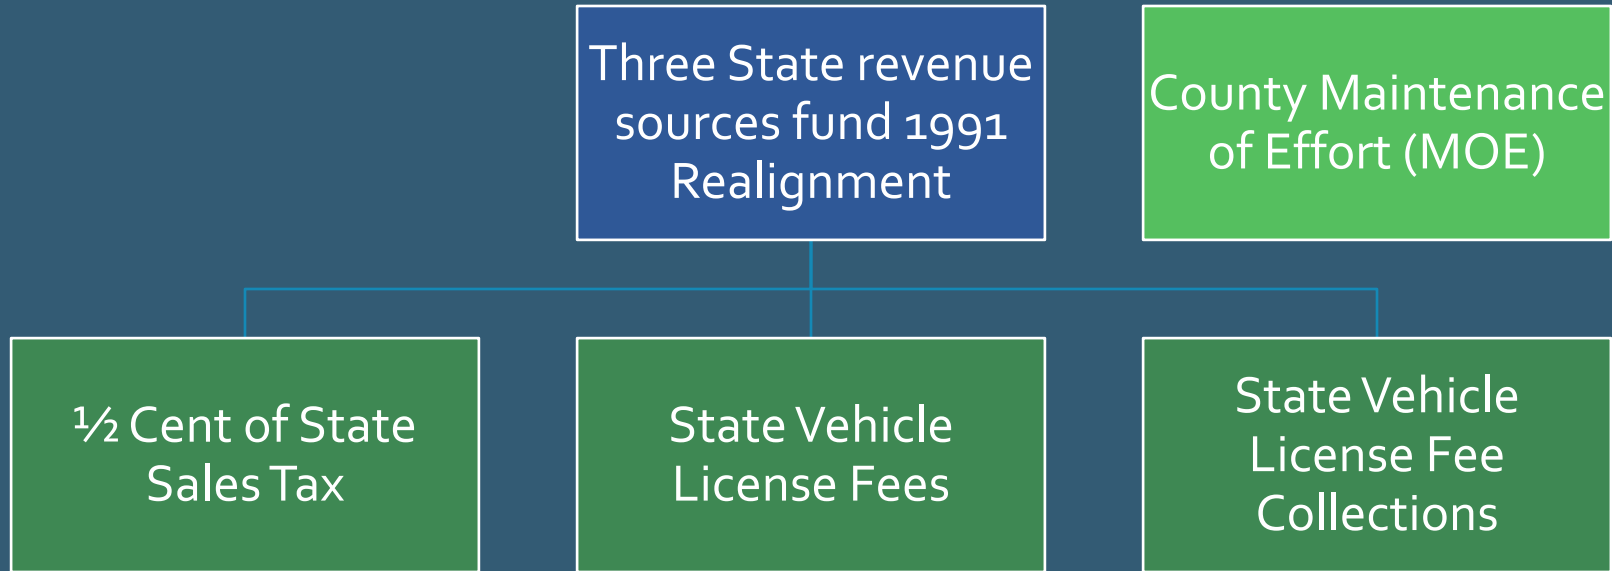 Three State revenue
sources fund 1991
Realignment
County Maintenance
of Effort (MOE)
½ Cent of State
Sales Tax
State Vehicle
License Fees
State Vehicle
License Fee
Collections